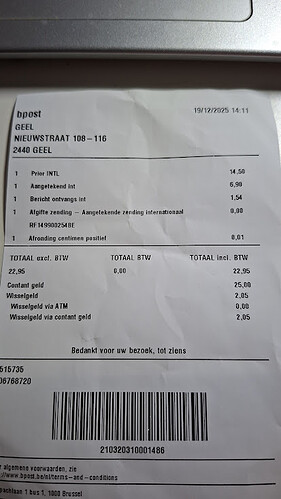 bpost 19/12/2025 14:11
GEEL
NIEUWSTRAAT 108-116
2440 GEEL
1 Prior INTL 14,50
1 Aangetekend int 6,90
1 Bericht ontvangs int 1,54
1 Afgifte zending - Aangetekende zending internationaal 0,00
1 Afronding centimen positief 0,01
TOTAAL excl. BTW TOTAAL BTW TOTAAL incl. BTW
22,95 0,00 22,95
Contant geld 25,00
Wisselgeld 2,05
Wisselgeld via ATM 0,00
Wisselgeld via contant geld 2,05
Bedankt voor uw bezoek, tot ziens
515735
06768720
210320310001486
algemene voorwaarden, zie
://www.bpost.be/nl/terms-and-conditions
bus 1, 1000 Brussel